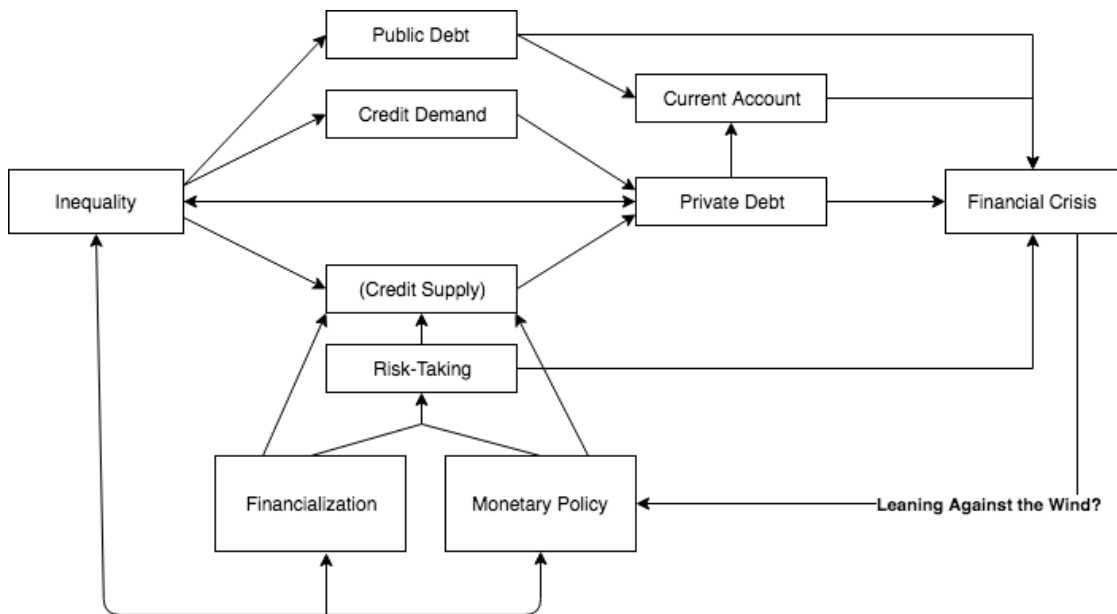 Public Debt
Current Account
Credit Demand
Inequality
Private Debt
Financial Crisis
(Credit Supply)
Risk-Taking
Financialization
Monetary Policy
Leaning Against the Wind?